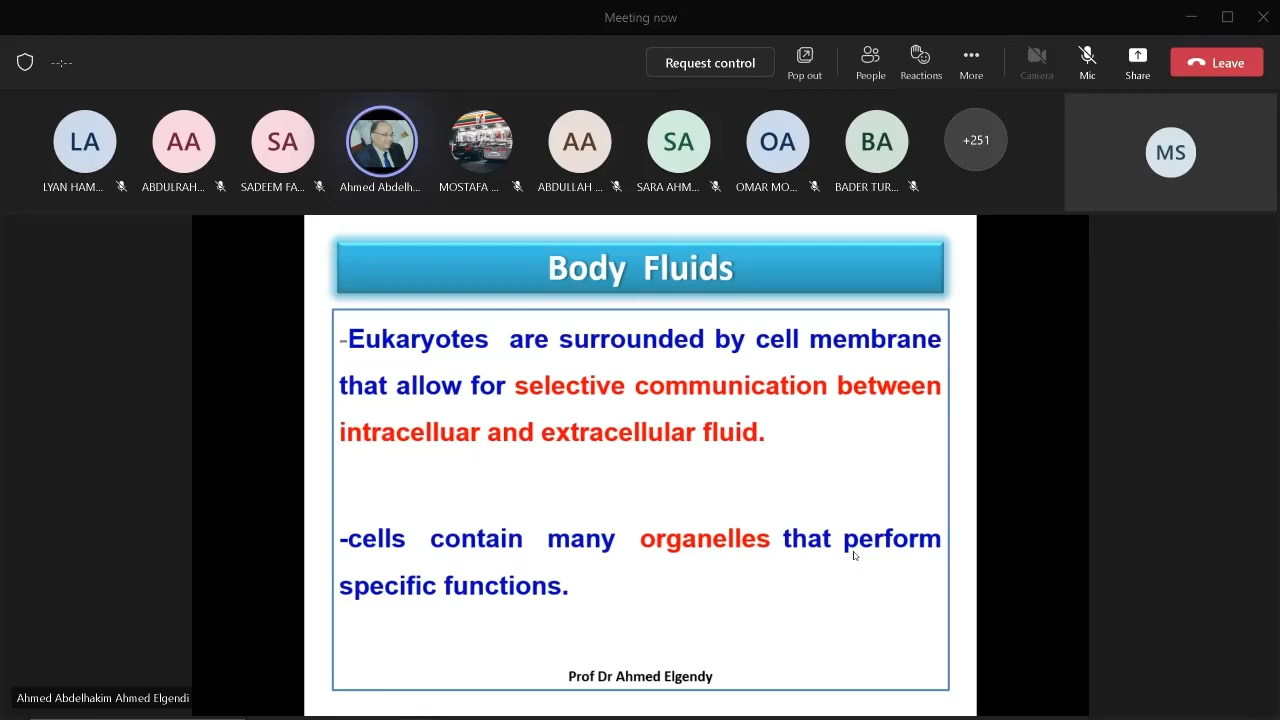 Meeting now
--:--
Request control
Pop out
People
Reactions
More
Camera
Mic
Share
Leave
LA
AA
SA
AA
SA
OA
BA
+251
MS
LYAN HAM...
ABDULRAH...
SADEEM FA...
Ahmed Abdelh...
MOSTAFA ...
ABDULLAH ...
SARA AHM...
OMAR MO...
BADER TUR...
Body Fluids
-Eukaryotes are surrounded by cell membrane
that allow for selective communication between
intracelluar and extracellular fluid.
-cells contain many organelles that perform
specific functions.
Prof Dr Ahmed Elgendy
Ahmed Abdelhakim Ahmed Elgendi